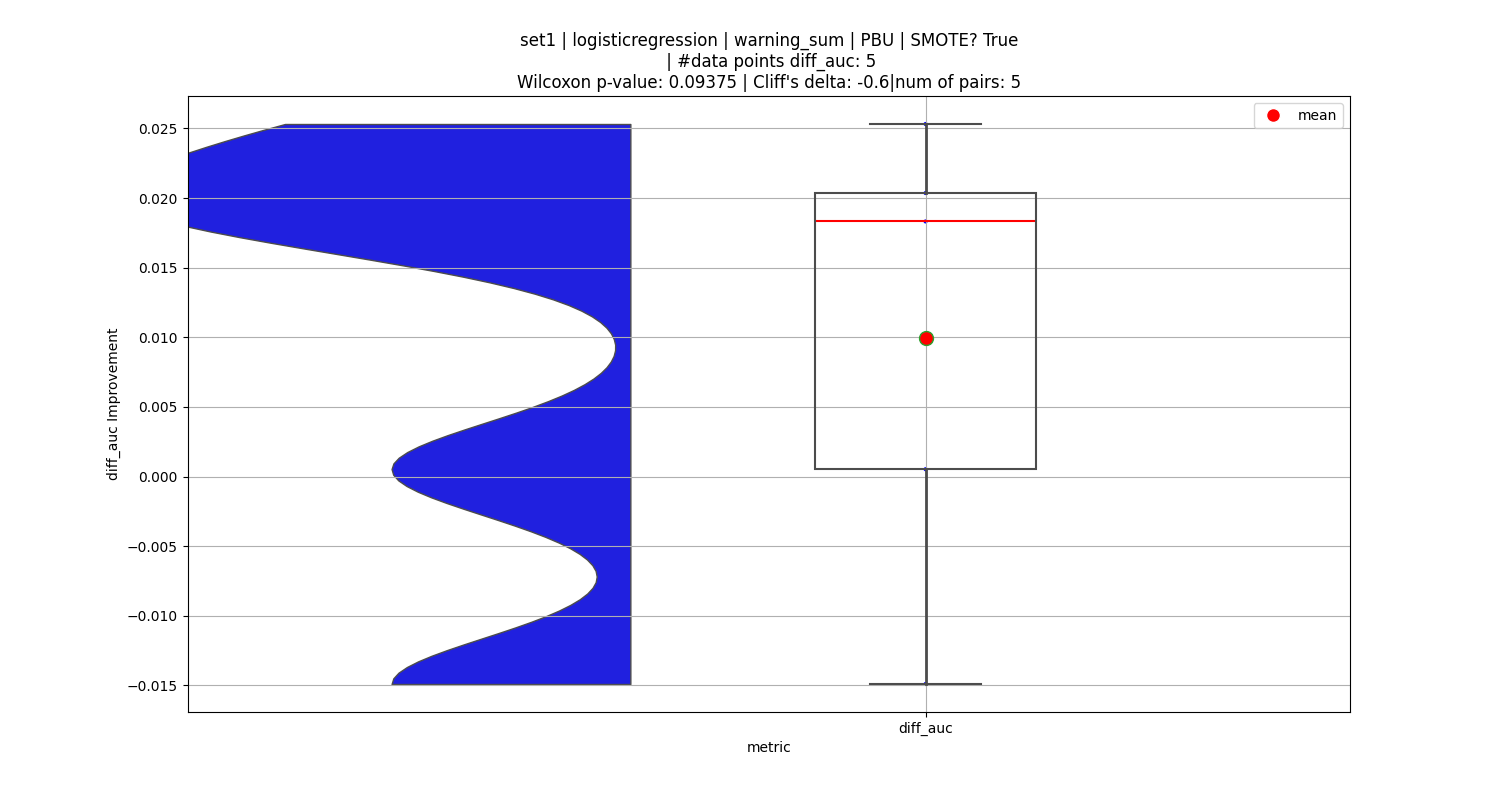 set1 | logisticregression | warning_sum | PBU | SMOTE? True
| #data points diff_auc: 5
Wilcoxon p-value: 0.09375 | Cliff's delta: -0.6|num of pairs: 5
mean
0.025
0.020
0.015
0.010
0.005
0.000
−0.005
−0.010
−0.015
diff_auc Improvement
diff_auc
metric